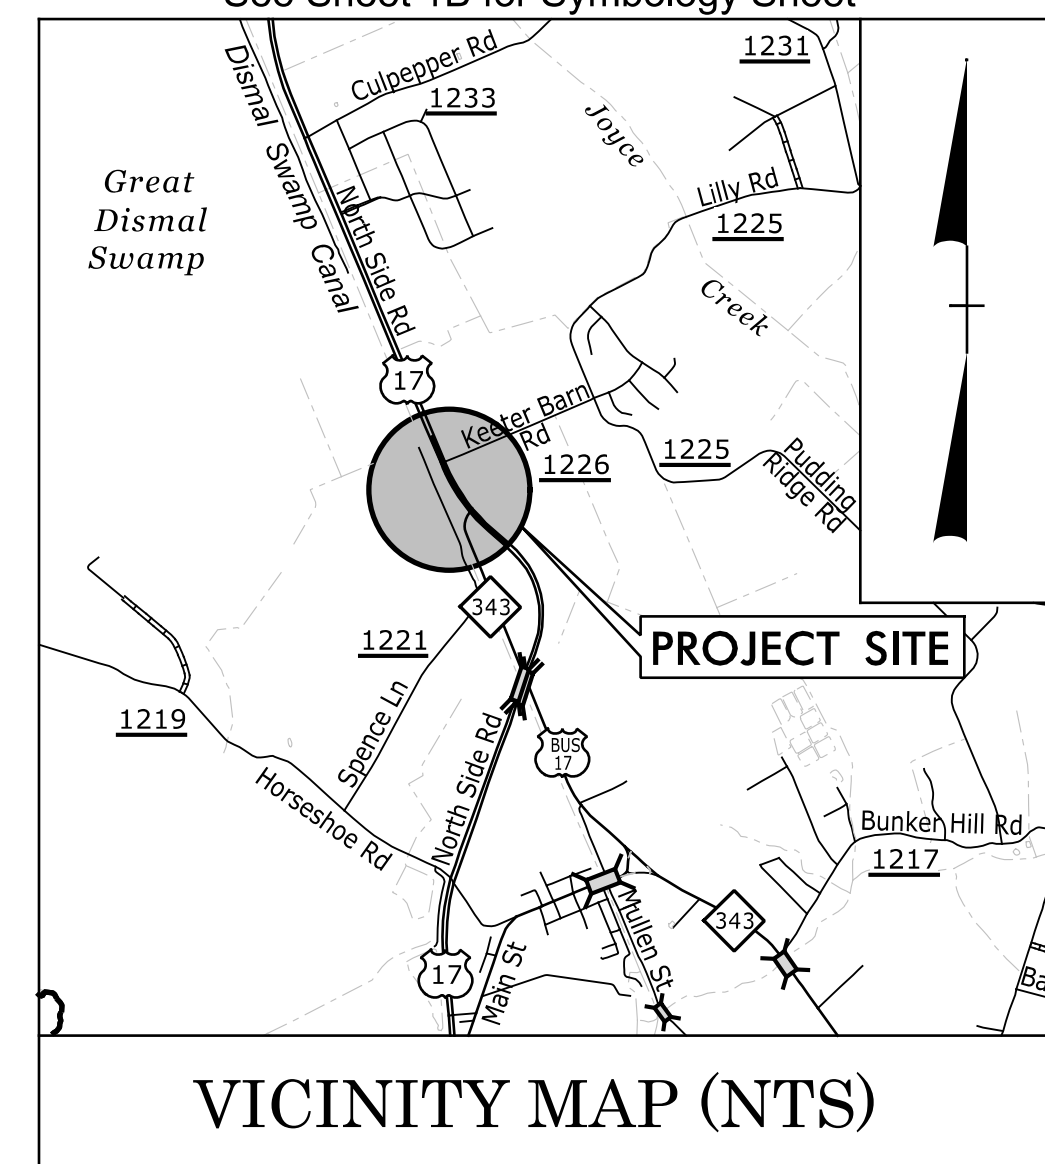 See Sheet 1B for Symbology Sheet
Culpepper Rd
1233
1231
Dismal Swamp Canal
Joyce
Great
Dismal
Swamp
North Side Rd
Lilly Rd
1225
Creek
17
Keeter Barn
Rd
1226
1225
Pudding
Ridge Rd
343
1221
PROJECT SITE
1219
Spence Ln
Horseshoe Rd
North Side Rd
BUS
17
Bunker Hill Rd
1217
Mullen St
343
17
Main St
Ba
VICINITY MAP (NTS)